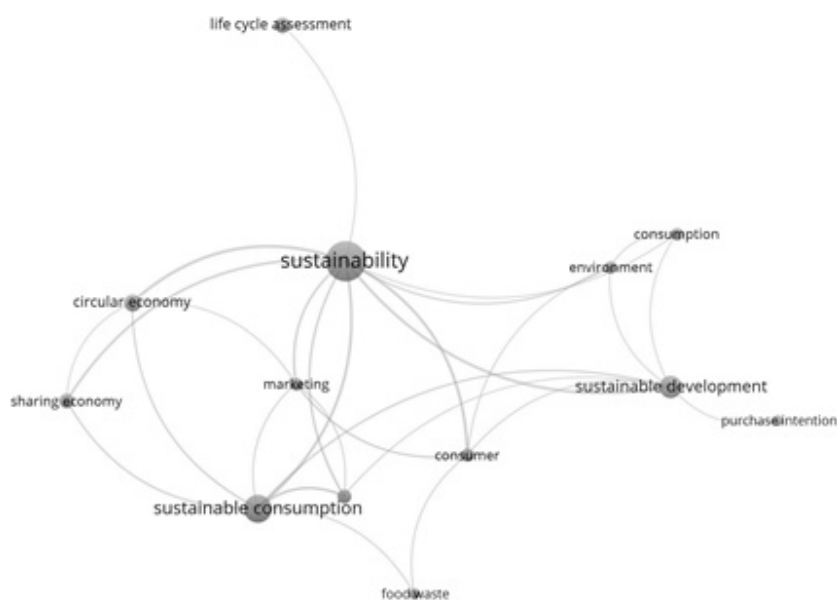 life cycle assessment
consumption
sustainability
environment
circular economy
marketing
sustainable development
sharing economy
purchase intention
consumer
sustainable consumption
food waste